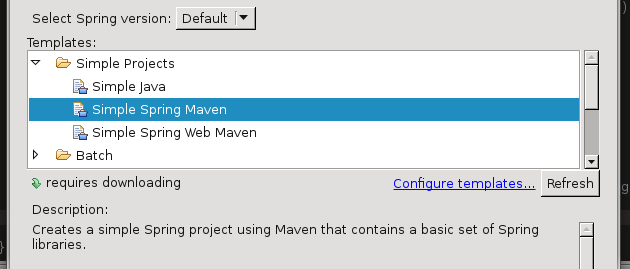 Select Spring version: Default
Templates:
Simple Projects
Simple Java
Simple Spring Maven
Simple Spring Web Maven
Batch
requires downloading Configure templates... Refresh
Description:
Creates a simple Spring project using Maven that contains a basic set of Spring
libraries.